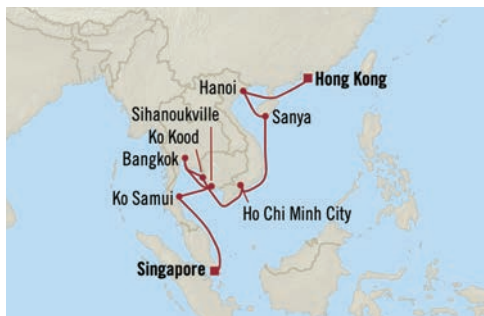 Hong Kong
Hanoi
Sihanoukville
Sanya
Ko Kood
Bangkok
Ko Samui
Ho Chi Minh City
Singapore